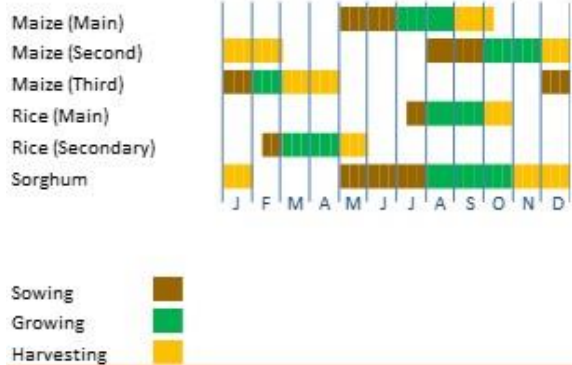 Maize (Main)
Maize (Second)
Maize (Third)
Rice (Main)
Rice (Secondary)
Sorghum
J F M A M J J A S O N D
Sowing
Growing
Harvesting